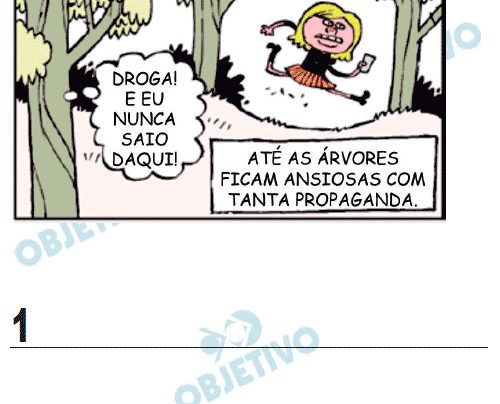 OBJETIVO
DROGA!
E EU
NUNCA
SAIO
DAQUI!
ATÉ AS ÁRVORES
FICAM ANSIOSAS COM
TANTA PROPAGANDA.
1
OBJETIVO